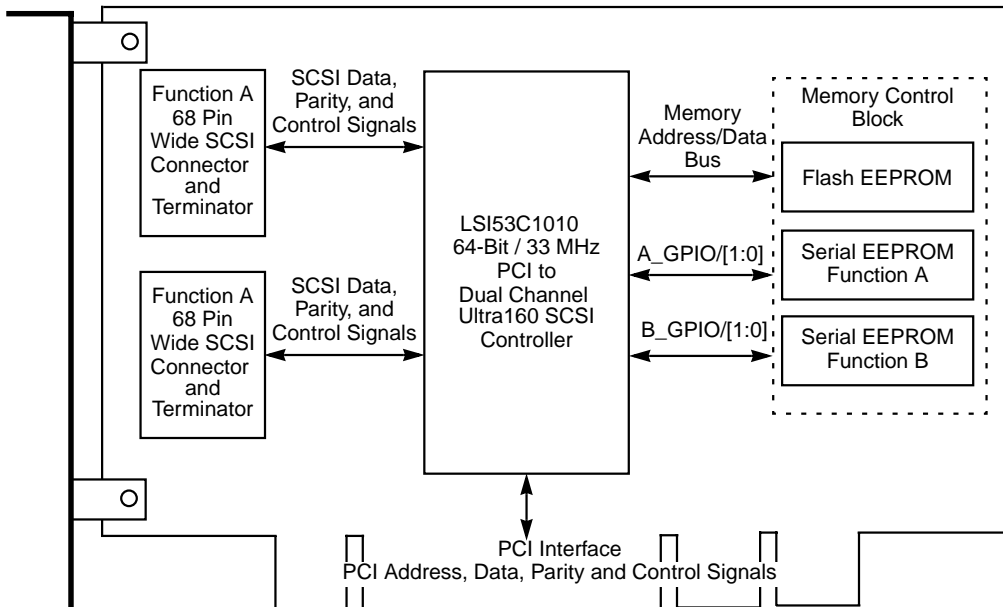 Function A
68 Pin
Wide SCSI
Connector
and
Terminator
SCSI Data,
Parity, and
Control Signals
Function A
68 Pin
Wide SCSI
Connector
and
Terminator
SCSI Data,
Parity, and
Control Signals
LSI53C1010
64-Bit / 33 MHz
PCI to
Dual Channel
Ultra160 SCSI
Controller
Memory
Address/Data
Bus
A_GPIO/[1:0]
B_GPIO/[1:0]
Memory Control
Block
Flash EEPROM
Serial EEPROM
Function A
Serial EEPROM
Function B
PCI Interface
PCI Address, Data, Parity and Control Signals